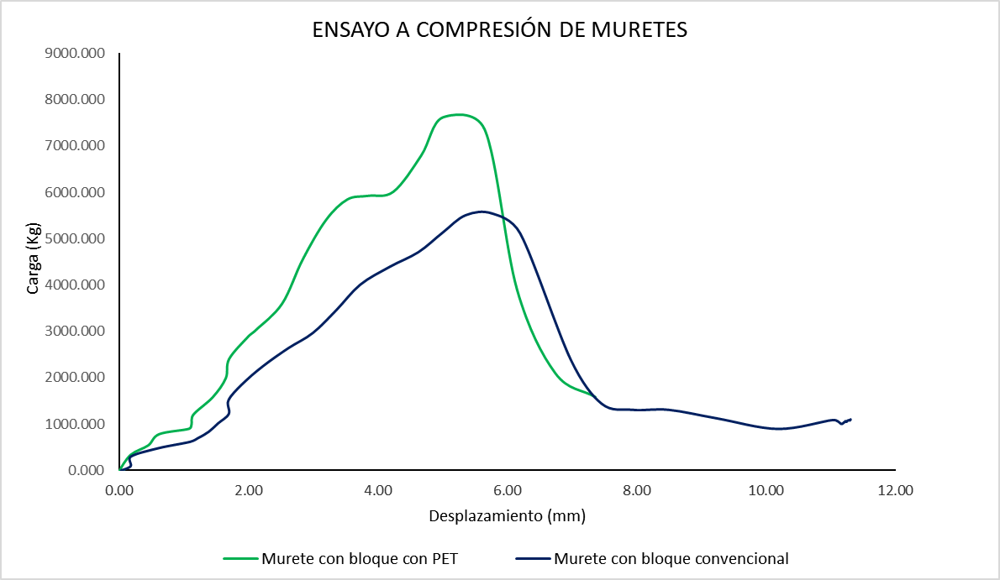 ENSAYO A COMPRESIÓN DE MURETES
9000.000
8000.000
7000.000
6000.000
5000.000
4000.000
3000.000
2000.000
1000.000
0.000
Carga (Kg)
0.00 2.00 4.00 6.00 8.00 10.00 12.00
Desplazamiento (mm)
Murete con bloque con PET Murete con bloque convencional